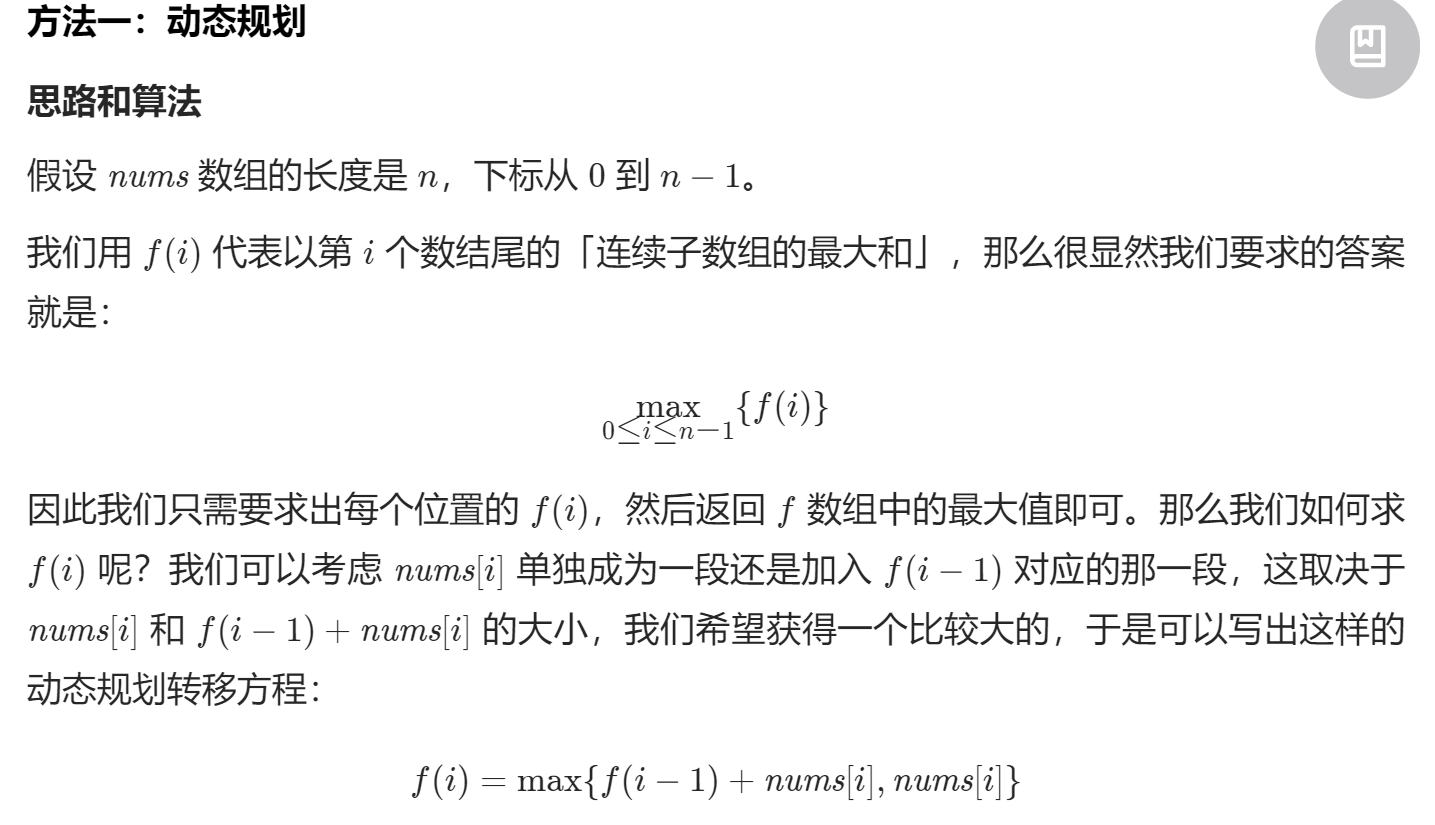 方法一：动态规划
思路和算法
假设 nums 数组的长度是 n，下标从 0 到 n − 1。
我们用 f(i) 代表以第 i 个数结尾的「连续子数组的最大和」，那么很显然我们要求的答案
就是：
max {f(i)}
0≤i≤n−1
因此我们只需要求出每个位置的 f(i)，然后返回 f 数组中的最大值即可。那么我们如何求
f(i) 呢？我们可以考虑 nums[i] 单独成为一段还是加入 f(i − 1) 对应的那一段，这取决于
nums[i] 和 f(i − 1) + nums[i] 的大小，我们希望获得一个比较大的，于是可以写出这样的
动态规划转移方程：
f(i) = max{f(i − 1) + nums[i], nums[i]}